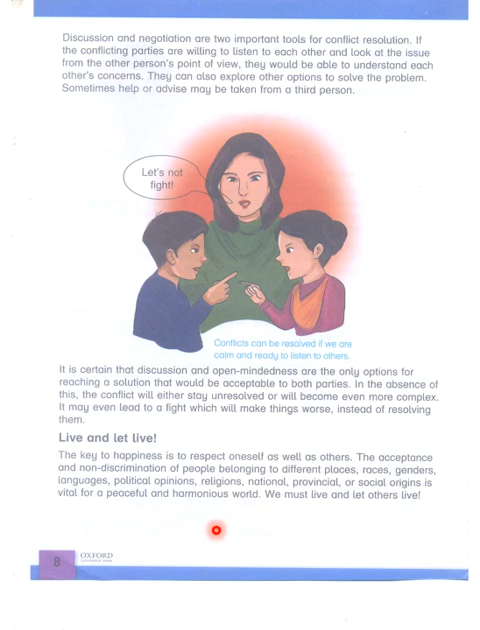 Discussion and negotiation are two important tools for conflict resolution. If
the conflicting parties are willing to listen to each other and look at the issue
from the other person's point of view, they would be able to understand each
other's concerns. They can also explore other options to solve the problem.
Sometimes help or advise may be taken from a third person.
Let's not
fight!
Conflicts can be resolved if we are
calm and ready to listen to others.
It is certain that discussion and open-mindedness are the only options for
reaching a solution that would be acceptable to both parties. In the absence of
this, the conflict will either stay unresolved or will become even more complex.
It may even lead to a fight which will make things worse, instead of resolving
them.
Live and let live!
The key to happiness is to respect oneself as well as others. The acceptance
and non-discrimination of people belonging to different places, races, genders,
languages, political opinions, religions, national, provincial, or social origins is
vital for a peaceful and harmonious world. We must live and let others live!
8
OXFORD